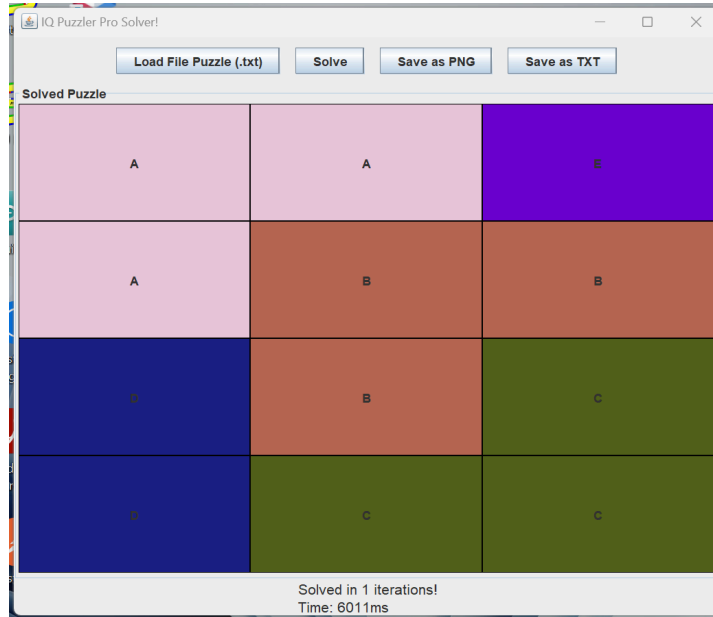 IQ Puzzler Pro Solver!
Load File Puzzle (.txt) Solve Save as PNG Save as TXT
Solved Puzzle
A A E
A B B
D B C
D C C
Solved in 1 iterations!
Time: 6011ms